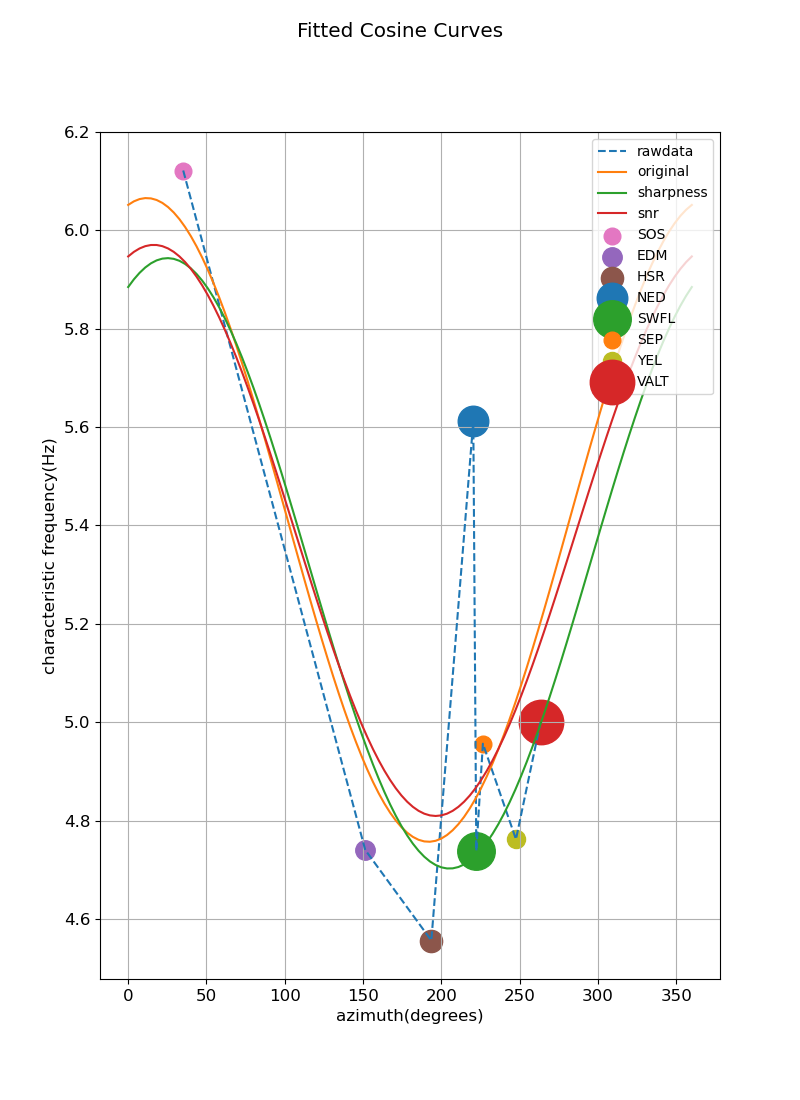 Fitted Cosine Curves
6.2
6.0
5.8
5.6
5.4
5.2
5.0
4.8
4.6
characteristic frequency(Hz)
rawdata
original
sharpness
snr
SOS
EDM
HSR
NED
SWFL
SEP
YEL
VALT
0 50 100 150 200 250 300 350
azimuth(degrees)